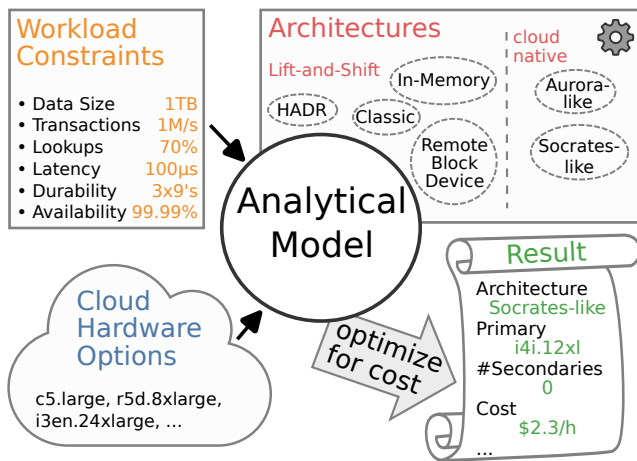 Workload
Constraints
• Data Size 1TB
• Transactions 1M/s
• Lookups 70%
• Latency 100µs
• Durability 3x9's
• Availability 99.99%
Architectures
Lift-and-Shift
HADR
Classic
In-Memory
Remote
Block
Device
cloud
native
Aurora-
like
Socrates-
like
Analytical
Model
Cloud
Hardware
Options
c5.large, r5d.8xlarge,
i3en.24xlarge, ...
optimize
for cost
Result
Architecture
Socrates-like
Primary
i4i.12xl
#Secondaries
0
Cost
$2.3/h
...